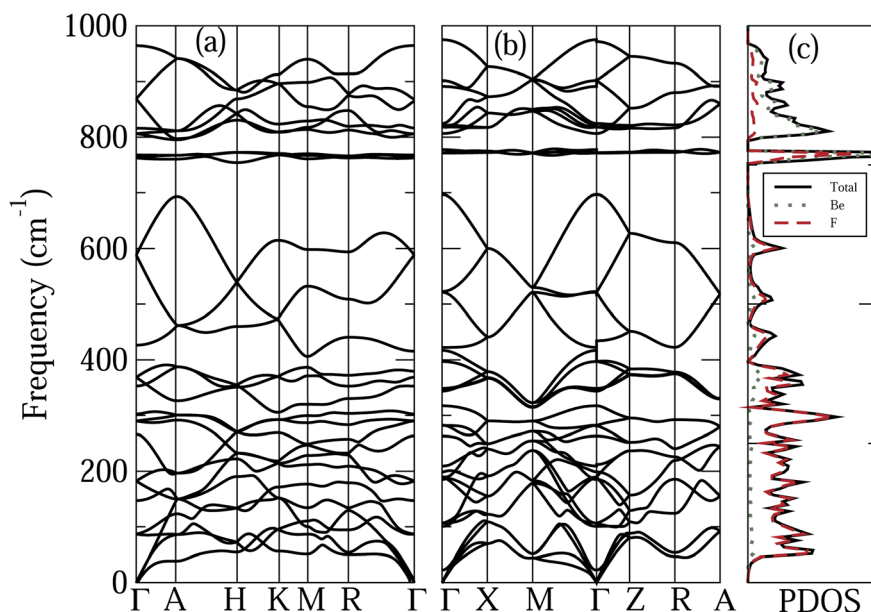 1000
800
600
400
200
0
Frequency (cm⁻¹)
(a)
(b)
(c)
Total
Be
F
Γ A H K M R Γ
Γ X M Γ Z R A
PDOS